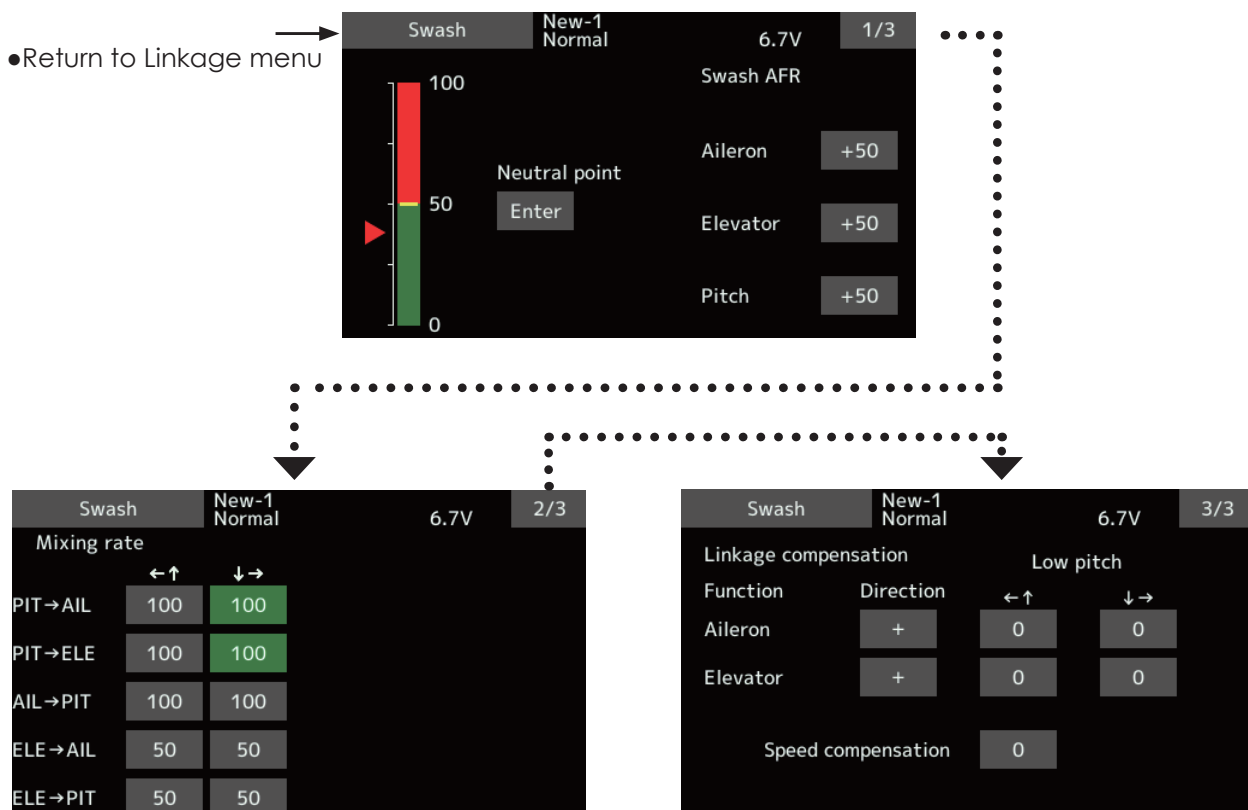 Swash New-1 Normal 6.7V 1/3
●Return to Linkage menu
100
Swash AFR
Aileron +50
Neutral point
50
Enter
Elevator +50
Pitch +50
0
Swash New-1 Normal 6.7V 2/3
Mixing rate
←↑ ↓→
PIT→AIL 100 100
PIT→ELE 100 100
AIL→PIT 100 100
ELE→AIL 50 50
ELE→PIT 50 50
Swash New-1 Normal 6.7V 3/3
Linkage compensation Low pitch
Function Direction ←↑ ↓→
Aileron + 0 0
Elevator + 0 0
Speed compensation 0